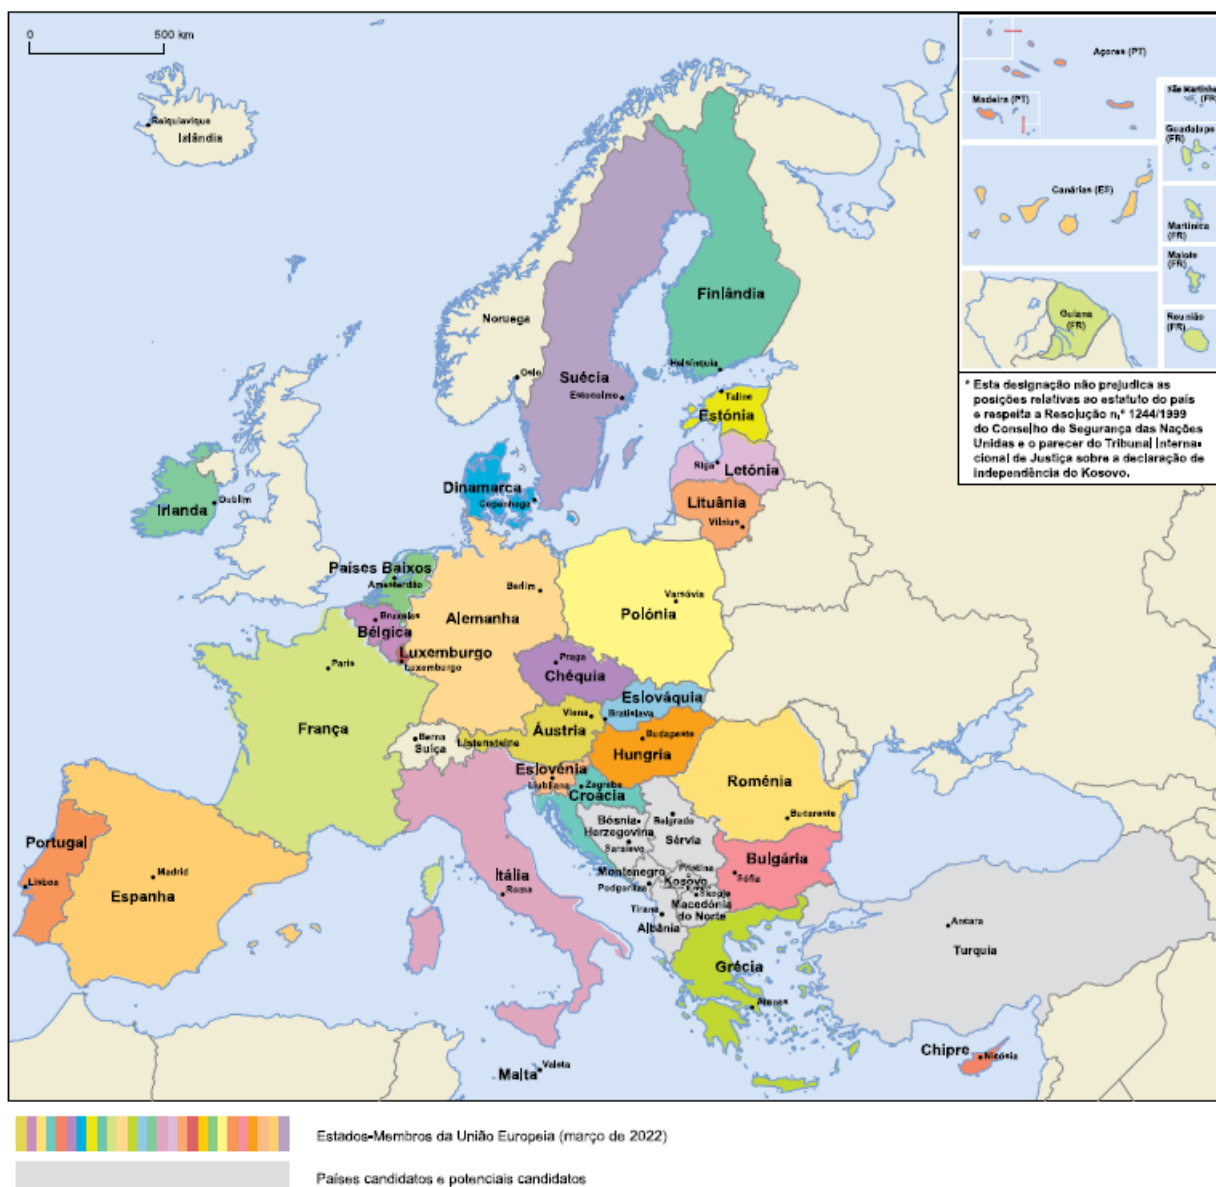 0 500 km
Açores (PT)
Madeira (PT)
São Martinho
(FR)
Guadalupe
(FR)
Canárias (ES)
Martinica
(FR)
Maiote
(FR)
Guiana
(FR)
Reunião
(FR)
* Esta designação não prejudica as
posições relativas ao estatuto do país
e respeita a Resolução n.° 1244/1999
do Conselho de Segurança das Nações
Unidas e o parecer do Tribunal Interna-
cional de Justiça sobre a declaração de
independência do Kosovo.
Reiquiavique
Islândia
Finlândia
Noruega
Helsínquia
Oslo
Suécia
Estocolmo
Taline
Estónia
Riga
Letónia
Dinamarca
Copenhaga
Lituânia
Vilnius
Dublim
Irlanda
Países Baixos
Amesterdão
Berlim
Varsóvia
Alemanha
Polónia
Bruxelas
Bélgica
Luxemburgo
Luxemburgo
Paris
Praga
Chéquia
Eslováquia
Bratislava
Viena
Áustria
França
Berna
Suíça
Listenstaine
Budapeste
Hungria
Eslovénia
Liubliana
Zagrebe
Croácia
Roménia
Bucareste
Bósnia-
Herzegovina
Saraievo
Belgrado
Sérvia
Portugal
Lisboa
Madrid
Espanha
Itália
Roma
Montenegro
Podgoritsa
Pristina
Kosovo
Bulgária
Sófia
Skopje
Macedónia
do Norte
Tirana
Albânia
Ancara
Turquia
Grécia
Atenas
Chipre
Nicósia
Malta
Valeta
Estados-Membros da União Europeia (março de 2022)
Países candidatos e potenciais candidatos